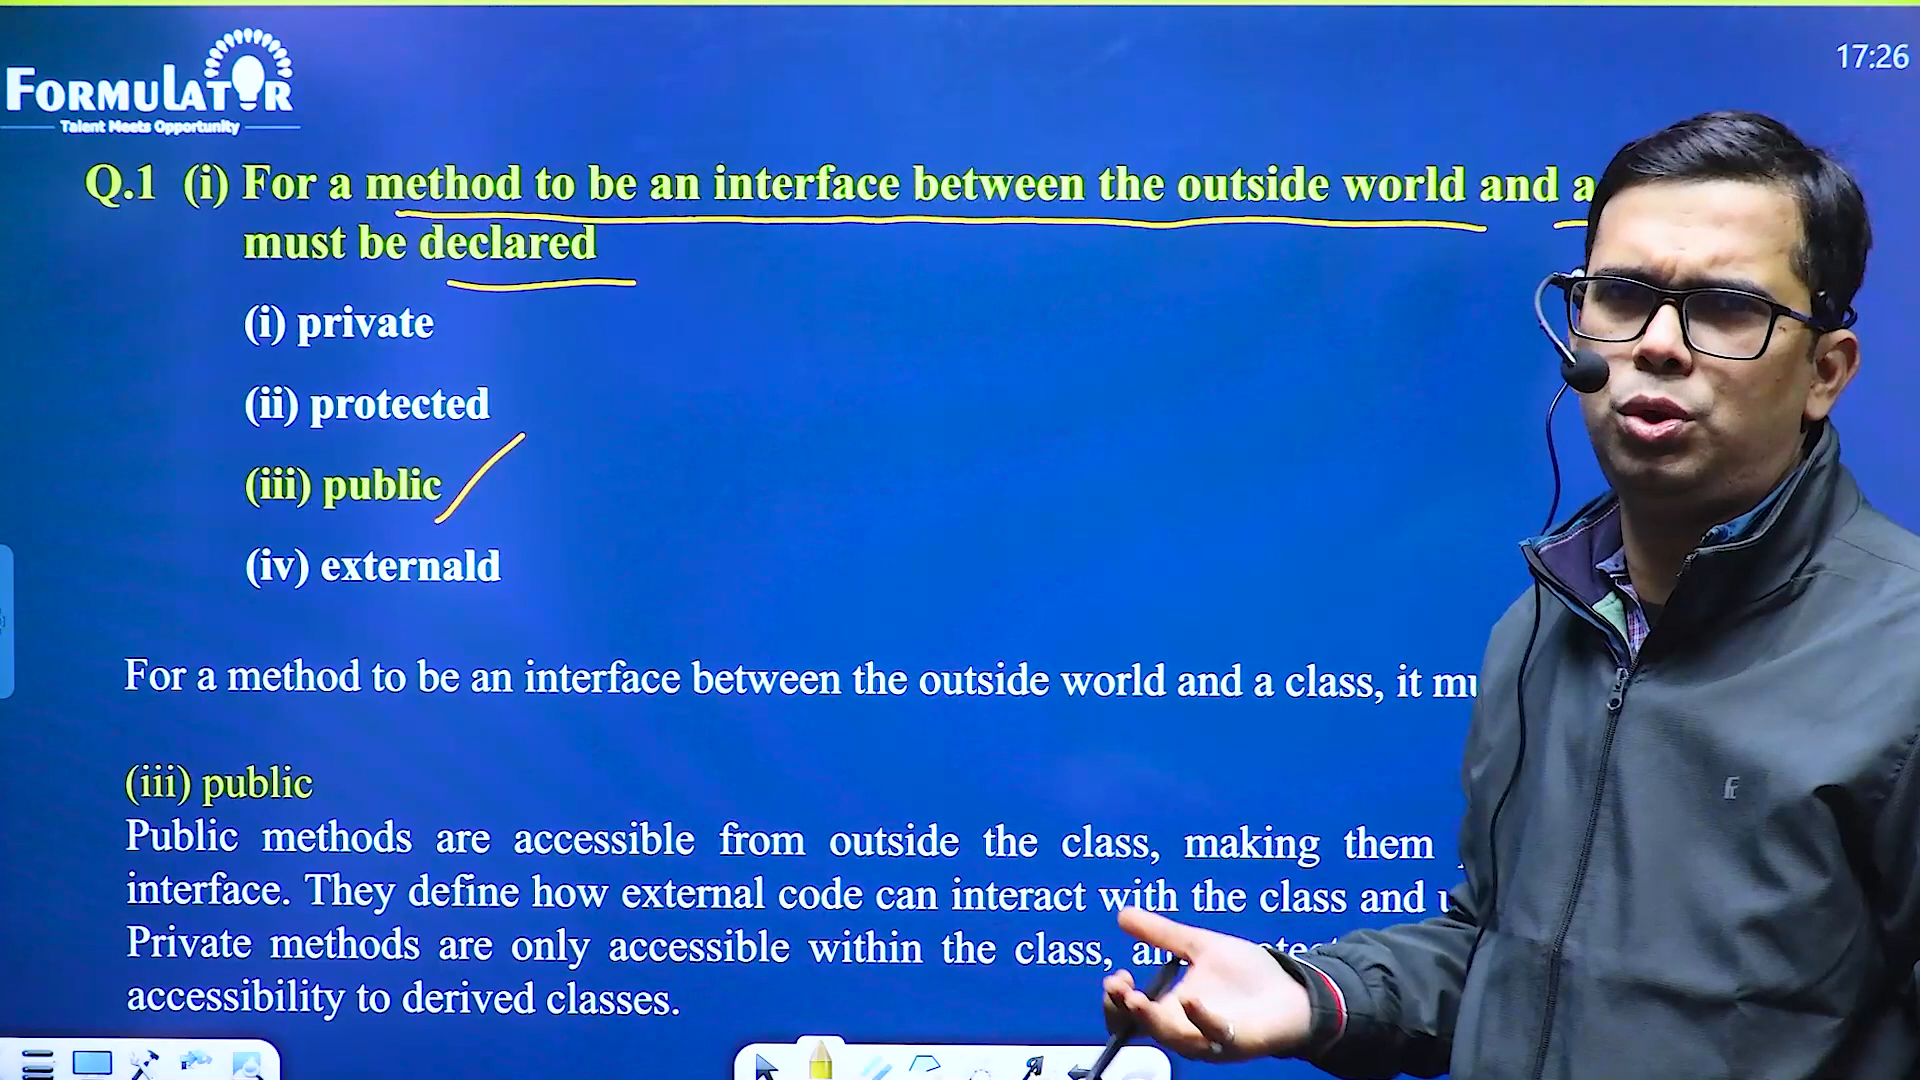 FORMULATOR
Talent Meets Opportunity
17:26
Q.1 (i) For a method to be an interface between the outside world and a
must be declared
(i) private
(ii) protected
(iii) public
(iv) externald
For a method to be an interface between the outside world and a class, it
(iii) public
Public methods are accessible from outside the class, making them
interface. They define how external code can interact with the class and
Private methods are only accessible within the class,
accessibility to derived classes.